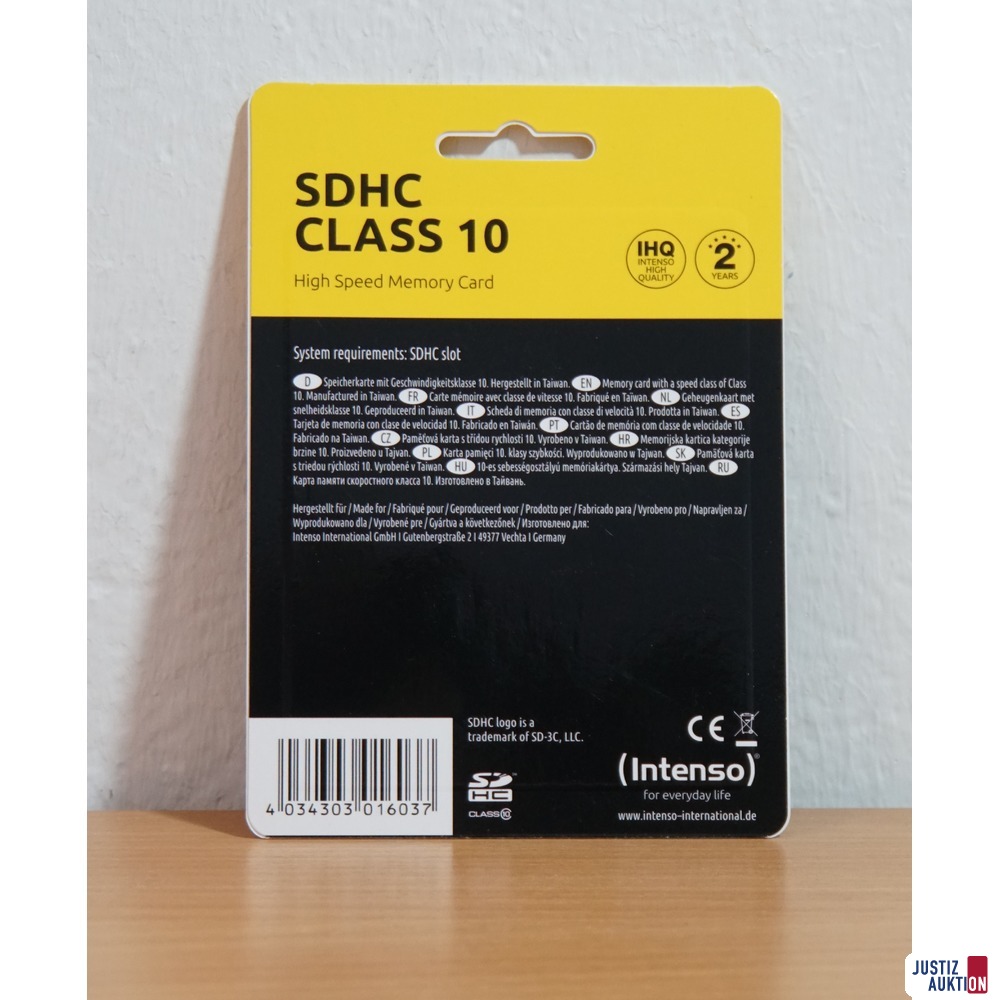 SDHC
CLASS 10
High Speed Memory Card
IHQ
INTENSO
HIGH
QUALITY
2
YEARS
System requirements: SDHC slot
D Speicherkarte mit Geschwindigkeitsklasse 10. Hergestellt in Taiwan. EN Memory card with a speed class of Class
10. Manufactured in Taiwan. FR Carte mémoire avec classe de vitesse 10. Fabriqué en Taiwan. NL Geheugenkaart met
snelheidsklasse 10. Geproduceerd in Taiwan. IT Scheda di memoria con classe di velocità 10. Prodotta in Taiwan. ES
Tarjeta de memoria con clase de velocidad 10. Fabricado en Taiwán. PT Cartão de memória com classe de velocidade 10.
Fabricado na Taiwan. CZ Paměťová karta s třídou rychlosti 10. Vyrobeno v Taiwan. HR Memorijska kartica kategorije
brzine 10. Proizvedeno u Tajvan. PL Karta pamięci 10. klasy szybkości. Wyprodukowano w Tajwan. SK Pamäťová karta
s triedou rýchlosti 10. Vyrobené v Taiwan. HU 10-es sebességosztályú memóriakártya. Származási hely Tajvan. RU
Карта памяти скоростного класса 10. Изготовлено в Тайвань.
Hergestellt für / Made for / Fabriqué pour / Geproduceerd voor / Prodotto per / Fabricado para / Vyrobeno pro / Napravljen za /
Wyprodukowano dla / Vyrobené pre / Gyártva a következőnek / Изготовлено для:
Intenso International GmbH I Gutenbergstraße 2 I 49377 Vechta I Germany
SDHC logo is a
trademark of SD-3C, LLC.
CE
SD™
HC
CLASS 10
(Intenso)®
for everyday life
www.intenso-international.de
4 034303 016037
JUSTIZ
AUKTION